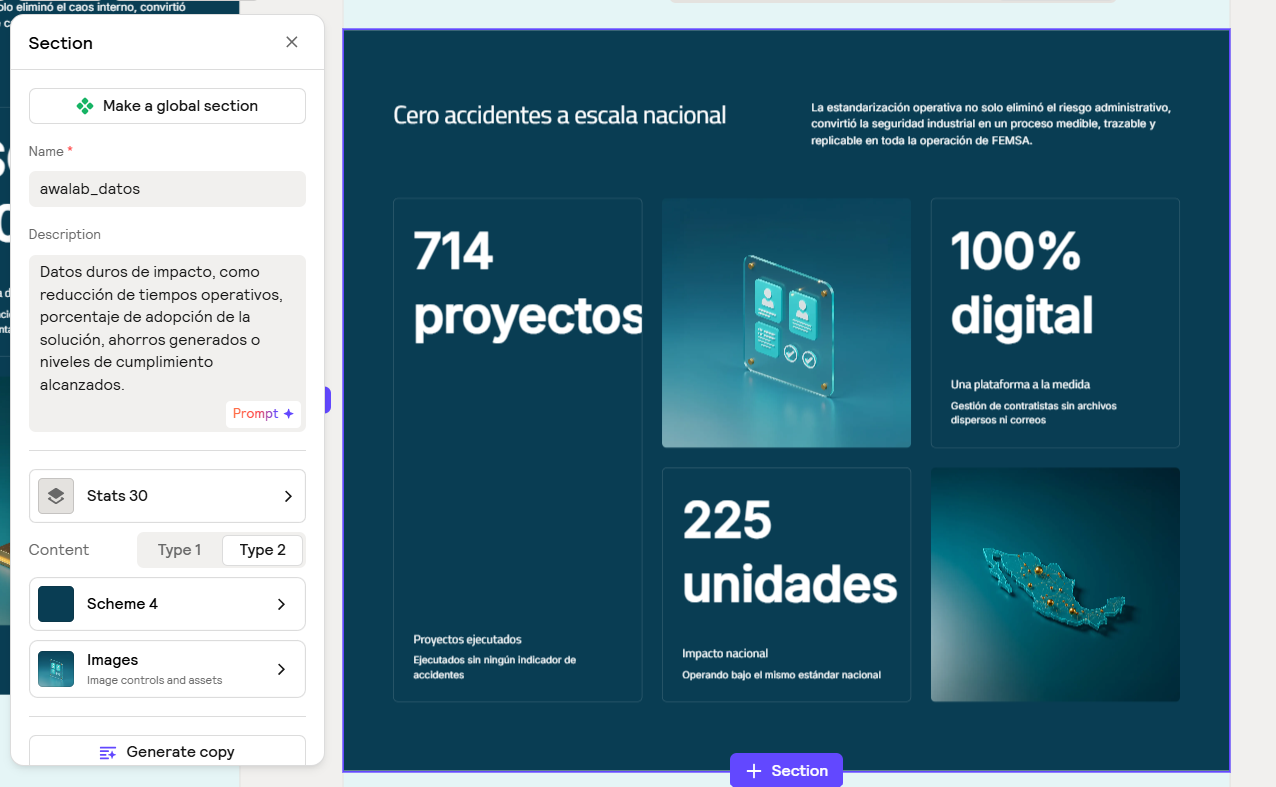 olo eliminó el caos interno, convirtió
Section
Make a global section
Name *
awalab_datos
Description
Datos duros de impacto, como
reducción de tiempos operativos,
porcentaje de adopción de la
solución, ahorros generados o
niveles de cumplimiento
alcanzados.
Prompt
Stats 30
Content
Type 1
Type 2
Scheme 4
Images
Image controls and assets
Generate copy
Cero accidentes a escala nacional
La estandarización operativa no solo eliminó el riesgo administrativo,
convirtió la seguridad industrial en un proceso medible, trazable y
replicable en toda la operación de FEMSA.
714
proyectos
Proyectos ejecutados
Ejecutados sin ningún indicador de
accidentes
100%
digital
Una plataforma a la medida
Gestión de contratistas sin archivos
dispersos ni correos
225
unidades
Impacto nacional
Operando bajo el mismo estándar nacional
Section